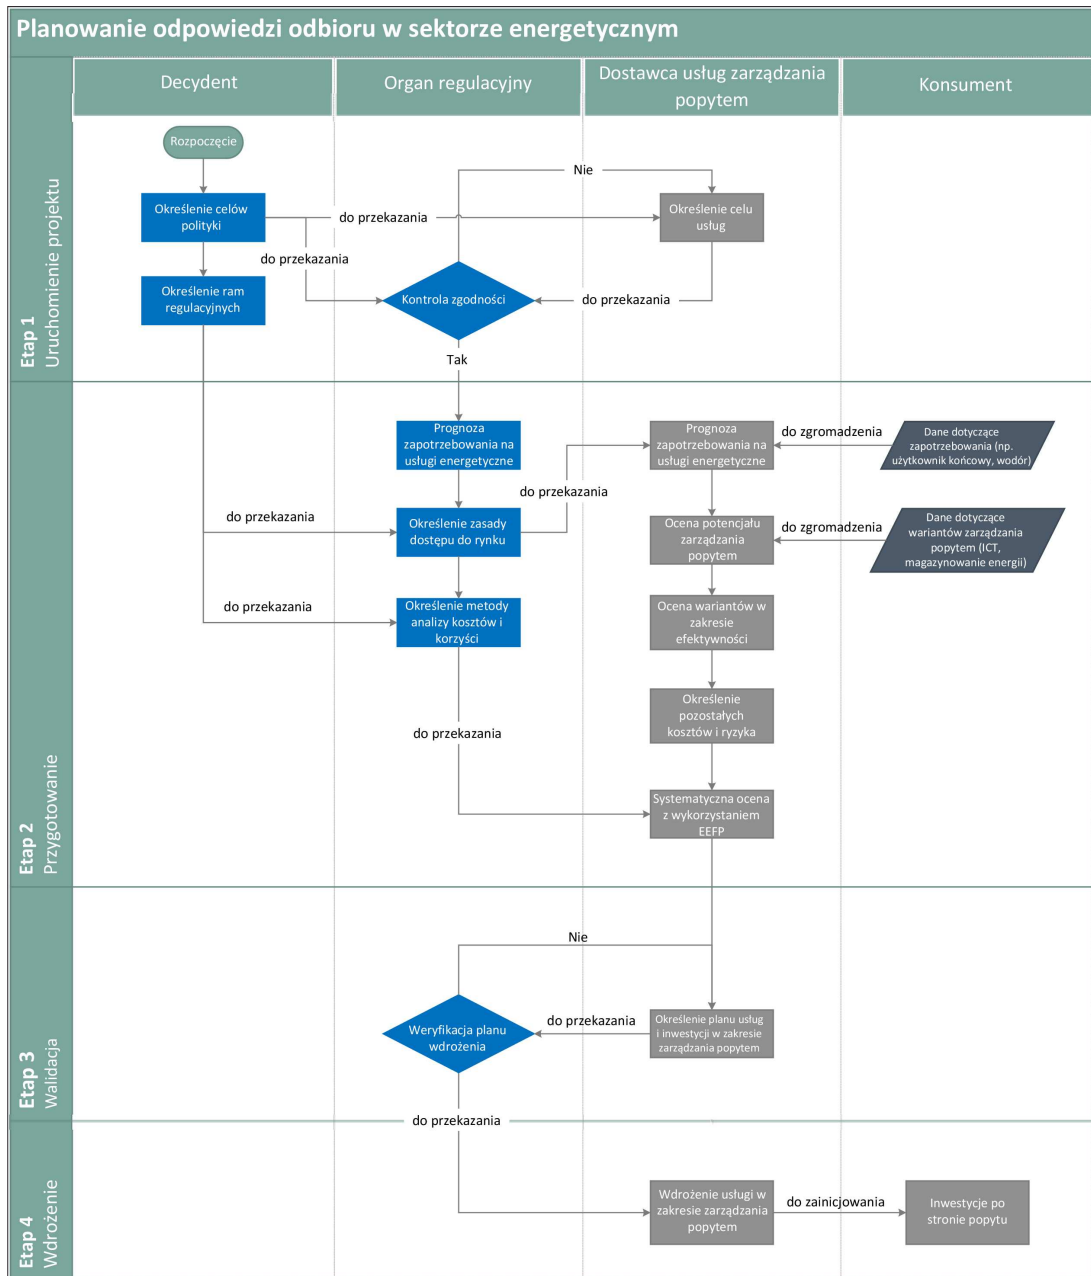 Planowanie odpowiedzi odbioru w sektorze energetycznym
Decydent
Organ regulacyjny
Dostawca usług zarządzania
popytem
Konsument
Etap 1
Uruchomienie projektu
Rozpoczęcie
Nie
Określenie celów
polityki
do przekazania
Określenie celu
usług
do przekazania
Określenie ram
regulacyjnych
Kontrola zgodności
do przekazania
Tak
Etap 2
Przygotowanie
Prognoza
zapotrzebowania na
usługi energetyczne
Prognoza
zapotrzebowania na
usługi energetyczne
do zgromadzenia
Dane dotyczące
zapotrzebowania (np.
użytkownik końcowy, wodór)
do przekazania
do przekazania
Określenie zasady
dostępu do rynku
Ocena potencjału
zarządzania
popytem
do zgromadzenia
Dane dotyczące
wariantów zarządzania
popytem (ICT,
magazynowanie energii)
do przekazania
Określenie metody
analizy kosztów i
korzyści
Ocena wariantów w
zakresie
efektywności
Określenie
pozostałych
kosztów i ryzyka
do przekazania
Systematyczna ocena
z wykorzystaniem
EEFP
Etap 3
Walidacja
Nie
Weryfikacja planu
wdrożenia
do przekazania
Określenie planu usług
i inwestycji w zakresie
zarządzania popytem
do przekazania
Etap 4
Wdrożenie
Wdrożenie usługi w
zakresie zarządzania
popytem
do zainicjowania
Inwestycje po
stronie popytu